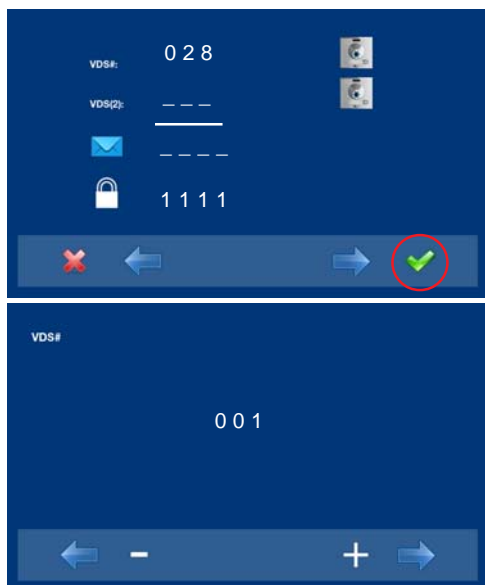 VDS#: 0 2 8
VDS(2): _ _ _
_ _ _ _
1 1 1 1
VDS#
0 0 1
- +